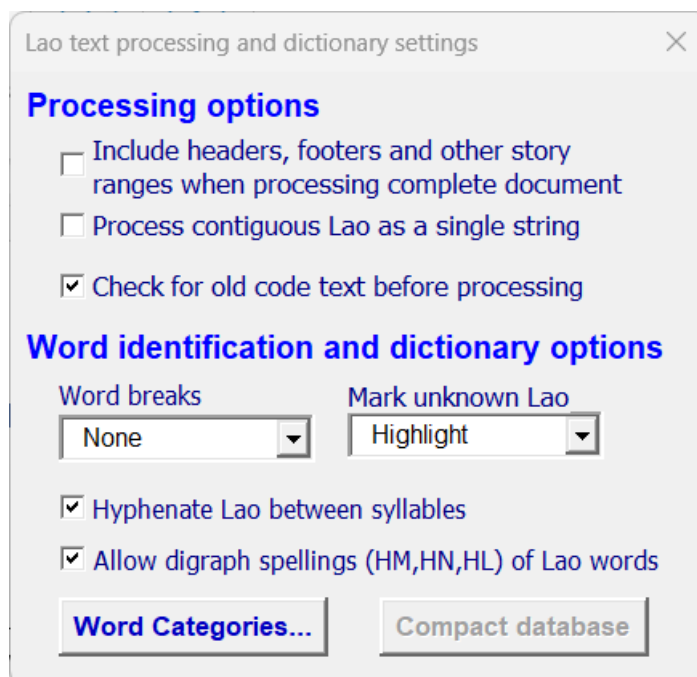 Lao text processing and dictionary settings
Processing options
Include headers, footers and other story
ranges when processing complete document
Process contiguous Lao as a single string
Check for old code text before processing
Word identification and dictionary options
Word breaks
Mark unknown Lao
None
Highlight
Hyphenate Lao between syllables
Allow digraph spellings (HM,HN,HL) of Lao words
Word Categories...
Compact database